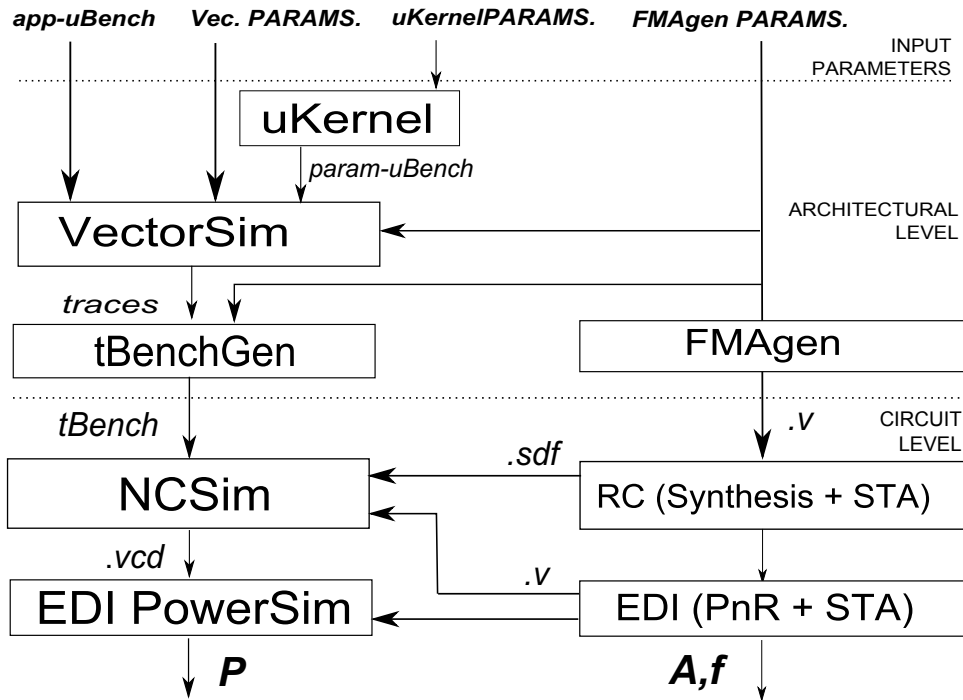 app-uBench Vec. PARAMS. uKernelPARAMS. FMAgen PARAMS.
INPUT
PARAMETERS
uKernel
param-uBench
VectorSim
ARCHITECTURAL
LEVEL
traces
tBenchGen
FMAgen
tBench
.v
CIRCUIT
LEVEL
.sdf
NCSim
RC (Synthesis + STA)
.vcd
.v
EDI PowerSim
EDI (PnR + STA)
P
A,f